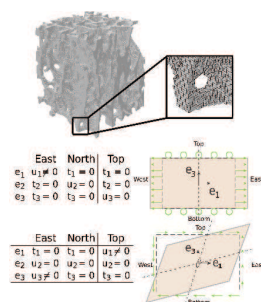 East North Top
e₁ u₁≠ 0 t₁ = 0 t₁ = 0
e₂ t₂ = 0 u₂ = 0 t₂ = 0
e₃ t₃ = 0 t₃ = 0 u₃ = 0
Top
West e₃ East
e₁
Bottom
East North Top
e₁ t₁ = 0 t₁ = 0 u₁≠ 0
e₂ u₂= 0 u₂ = 0 u₂ = 0
e₃ u₃≠ 0 t₃ = 0 t₃ = 0
Top
West e₃ East
e₁
Bottom